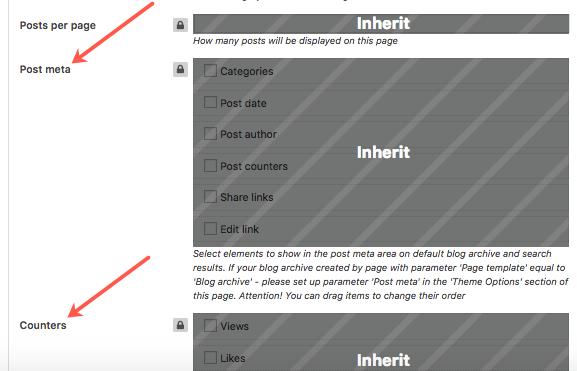 Posts per page
Inherit
How many posts will be displayed on this page
Post meta
Categories
Post date
Post author
Inherit
Post counters
Share links
Edit link
Select elements to show in the post meta area on default blog archive and search
results. If your blog archive created by page with parameter 'Page template' equal to
'Blog archive' - please set up parameter 'Post meta' in the 'Theme Options' section of
this page. Attention! You can drag items to change their order
Counters
Views
Likes
Inherit